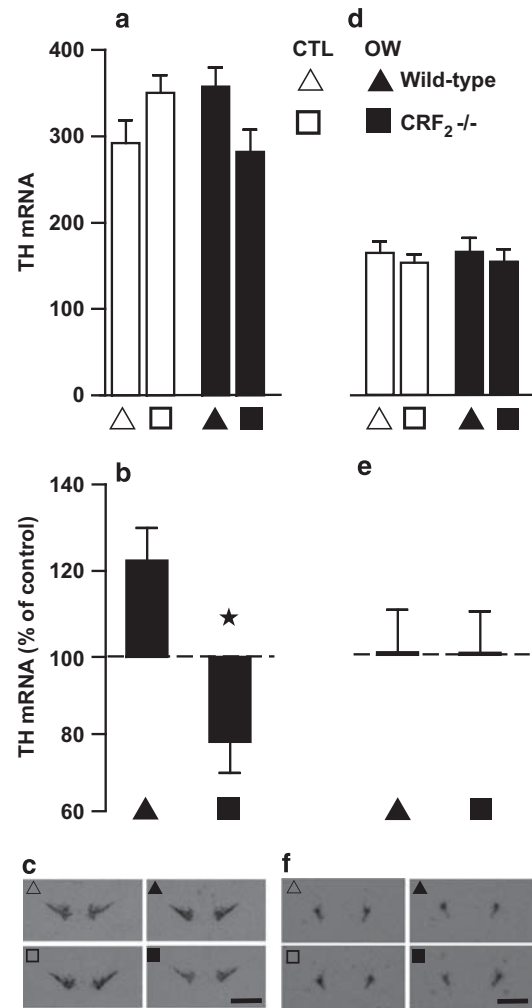 a
d
CTL OW
Wild-type
CRF₂ -/-
TH mRNA
400
300
200
100
0
b
e
TH mRNA (% of control)
140
120
100
80
60
c
f